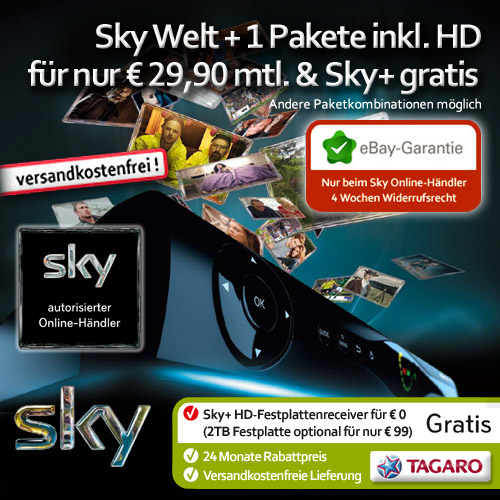 Sky Welt + 1 Pakete inkl. HD
für nur € 29,90 mtl. & Sky+ gratis
Andere Paketkombinationen möglich
eBay-Garantie
versandkostenfrei !
Nur beim Sky Online-Händler
4 Wochen Widerrufsrecht
sky
autorisierter
Online-Händler
OK
sky
Sky+ HD-Festplattenreceiver für € 0
(2TB Festplatte optional für nur € 99)
Gratis
24 Monate Rabattpreis
Versandkostenfreie Lieferung
TAGARO